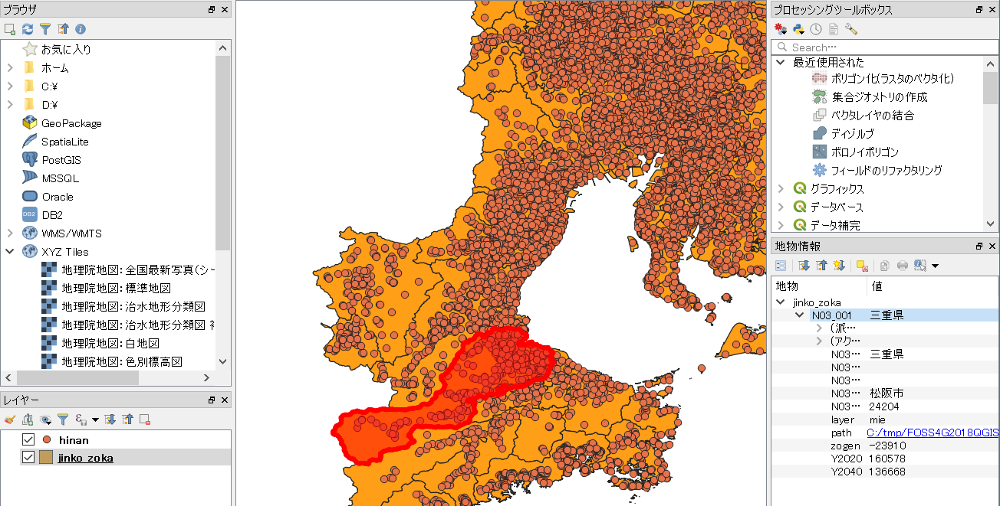 ブラウザ
お気に入り
ホーム
C:¥
D:¥
GeoPackage
SpatiaLite
PostGIS
MSSQL
Oracle
DB2
DB2
WMS/WMTS
XYZ Tiles
地理院地図: 全国最新写真(シー
地理院地図: 標準地図
地理院地図: 治水地形分類図
地理院地図: 治水地形分類図
地理院地図: 白地図
地理院地図: 色別標高図
レイヤー
hinan
jinko_zoka
プロセッシングツールボックス
Search…
最近使用された
ポリゴン化(ラスタのベクタ化)
集合ジオメトリの作成
ベクタレイヤの結合
ディゾルブ
ボロノイポリゴン
フィールドのリファクタリング
グラフィックス
データベース
データ補完
地物情報
地物 値
jinko_zoka
N03_001 三重県
(派…
(アク…
N03… 三重県
N03…
N03…
N03… 松阪市
N03… 24204
layer mie
path C:/tmp/FOSS4G2018QGIS
zogen -23910
Y2020 160578
Y2040 136668